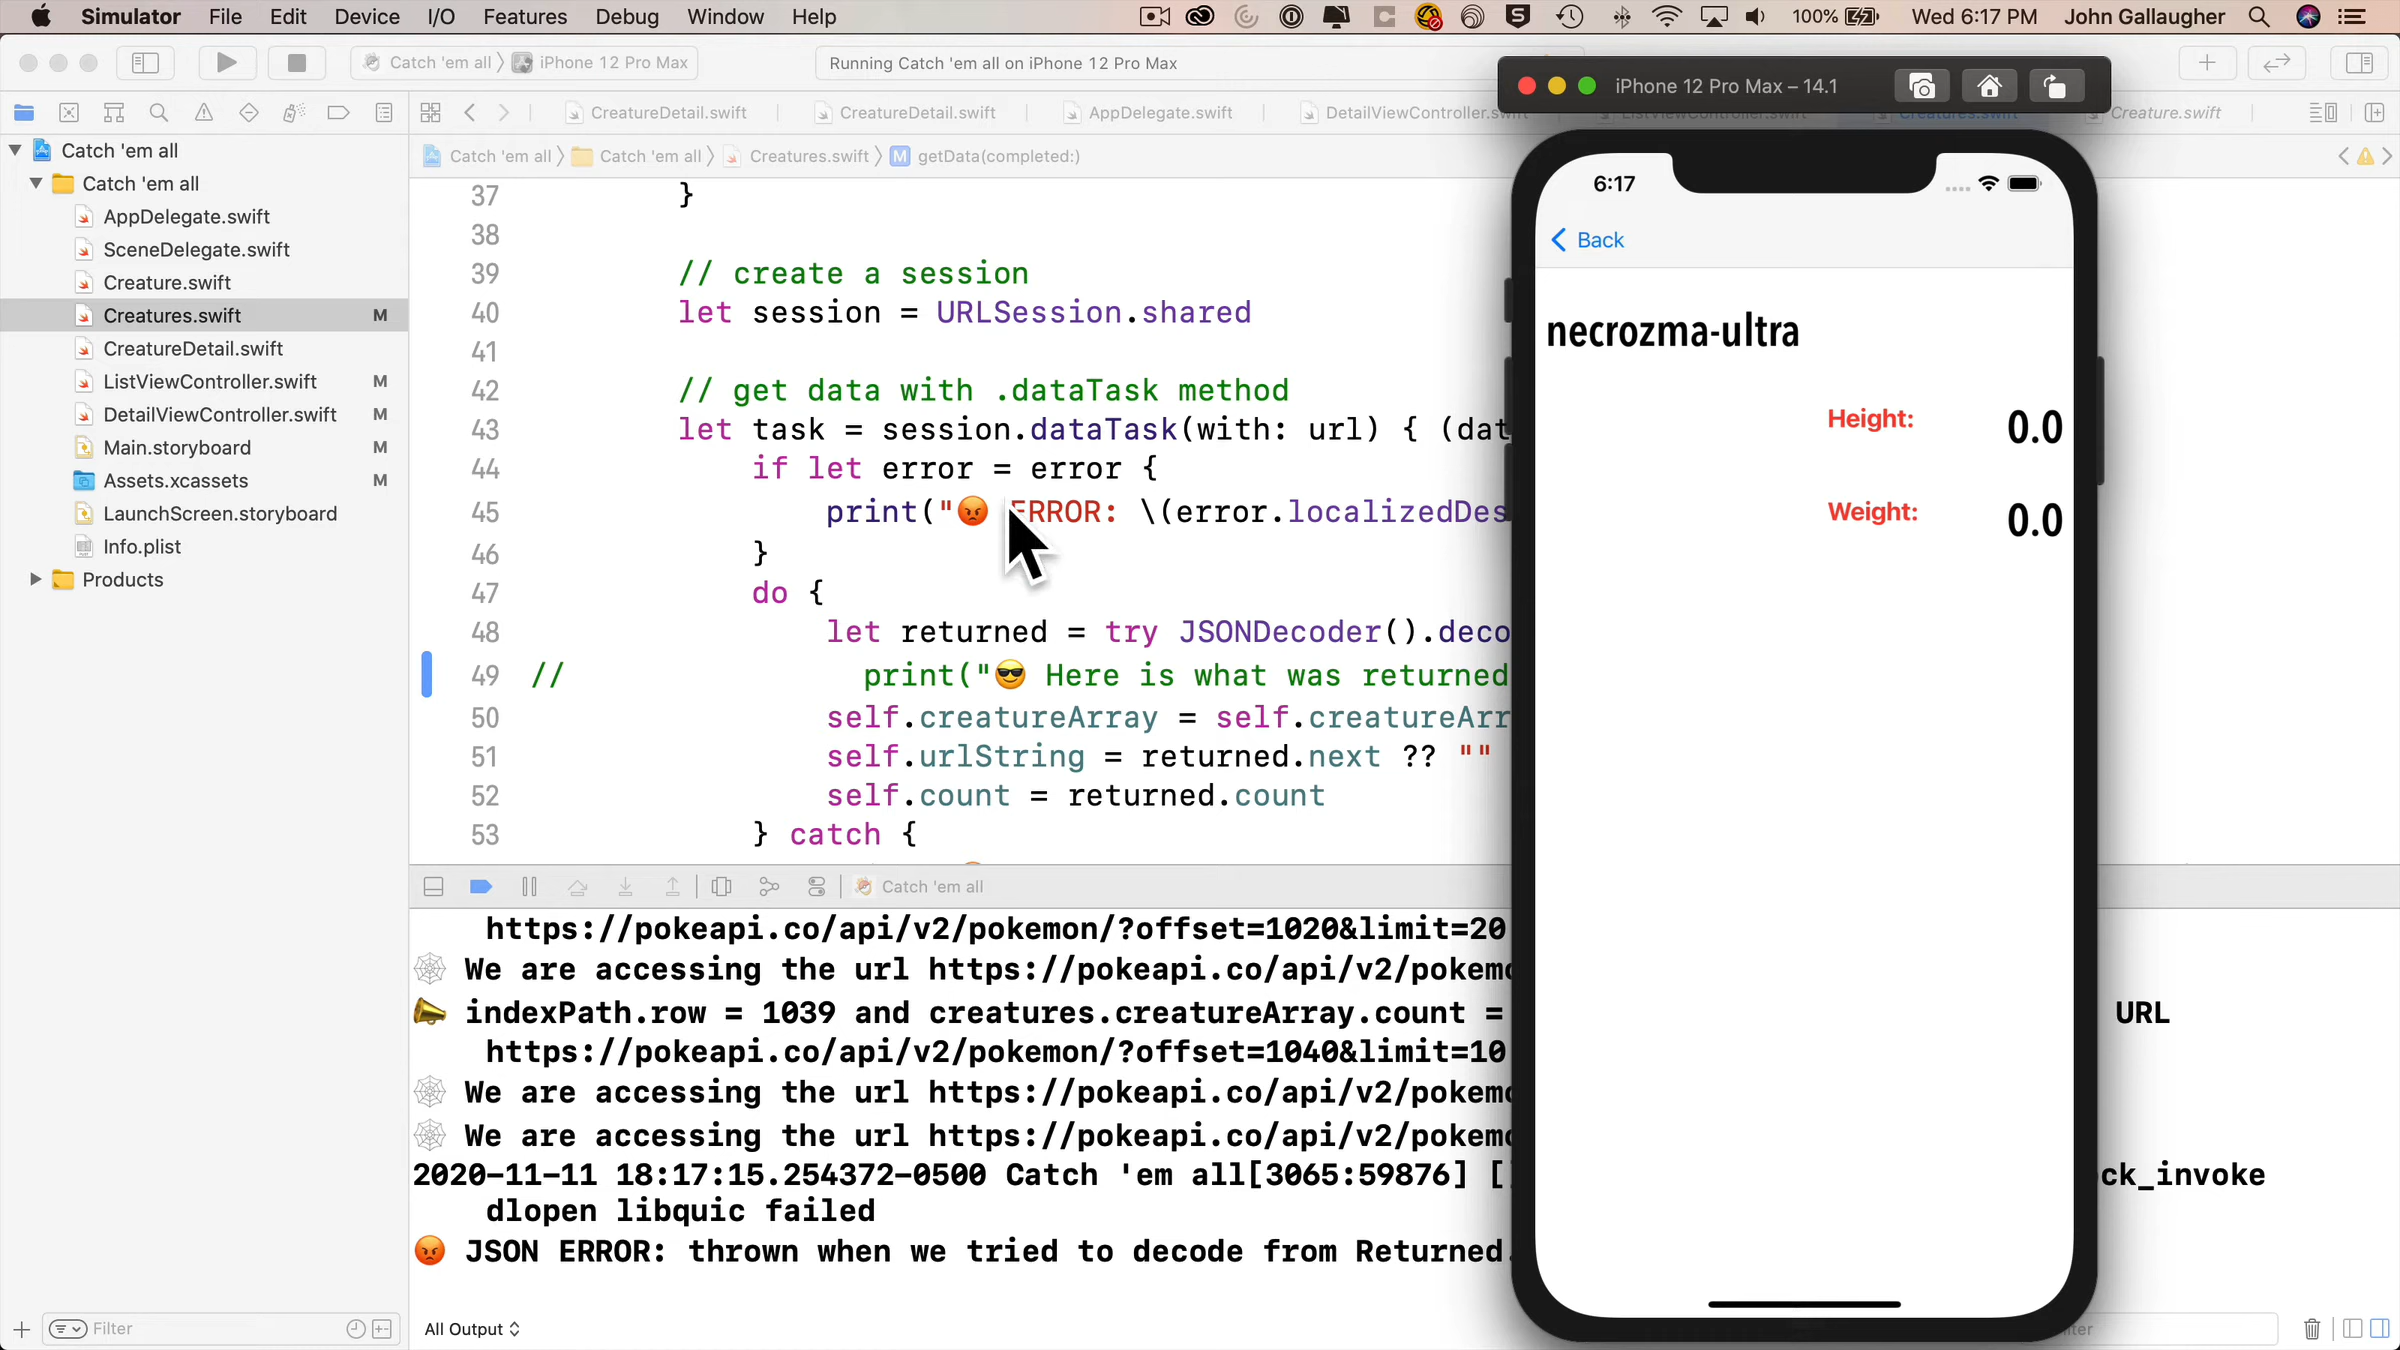 Simulator File Edit Device I/O Features Debug Window Help 100% Wed 6:17 PM John Gallaugher
Catch 'em all iPhone 12 Pro Max
Running Catch 'em all on iPhone 12 Pro Max
iPhone 12 Pro Max – 14.1
CreatureDetail.swift CreatureDetail.swift AppDelegate.swift DetailViewController.swift ListViewController.swift Creatures.swift Creature.swift
Catch 'em all Catch 'em all Creatures.swift M getData(completed:)
Catch 'em all
Catch 'em all
AppDelegate.swift
SceneDelegate.swift
Creature.swift
Creatures.swift M
CreatureDetail.swift
ListViewController.swift M
DetailViewController.swift M
Main.storyboard M
Assets.xcassets M
LaunchScreen.storyboard
Info.plist
Products
37 }
38
39 // create a session
40 let session = URLSession.shared
41
42 // get data with .dataTask method
43 let task = session.dataTask(with: url) { (dat
44 if let error = error {
45 print("😡 ERROR: \(error.localizedDes
46 }
47 do {
48 let returned = try JSONDecoder().deco
49 // print("😎 Here is what was returned
50 self.creatureArray = self.creatureArr
51 self.urlString = returned.next ?? ""
52 self.count = returned.count
53 } catch {
Catch 'em all
https://pokeapi.co/api/v2/pokemon/?offset=1020&limit=20
🕸 We are accessing the url https://pokeapi.co/api/v2/pokemo
📣 indexPath.row = 1039 and creatures.creatureArray.count = URL
https://pokeapi.co/api/v2/pokemon/?offset=1040&limit=10
🕸 We are accessing the url https://pokeapi.co/api/v2/pokemo
🕸 We are accessing the url https://pokeapi.co/api/v2/pokemo
2020-11-11 18:17:15.254372-0500 Catch 'em all[3065:59876] [] ck_invoke
dlopen libquic failed
😡 JSON ERROR: thrown when we tried to decode from Returned.
Filter
All Output
6:17
Back
necrozma-ultra
Height: 0.0
Weight: 0.0